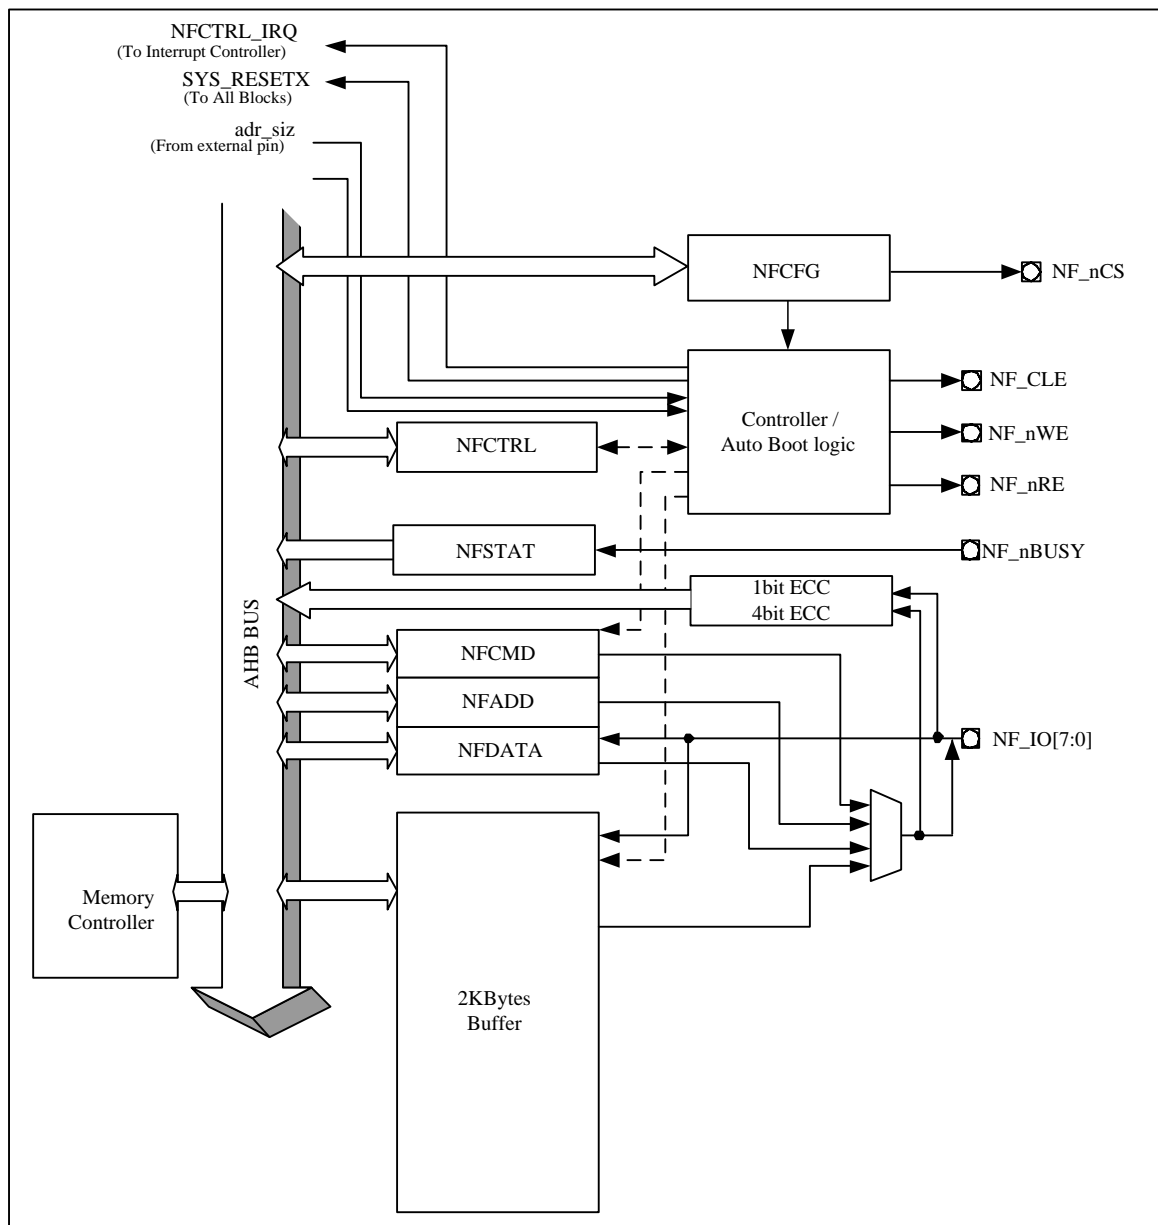 NFCTRL_IRQ
(To Interrupt Controller)
SYS_RESETX
(To All Blocks)
adr_siz
(From external pin)
NFCFG
NF_nCS
Controller /
Auto Boot logic
NF_CLE
NF_nWE
NF_nRE
NFCTRL
NFSTAT
NF_nBUSY
1bit ECC
4bit ECC
AHB BUS
NFCMD
NFADD
NFDATA
NF_IO[7:0]
Memory
Controller
2KBytes
Buffer